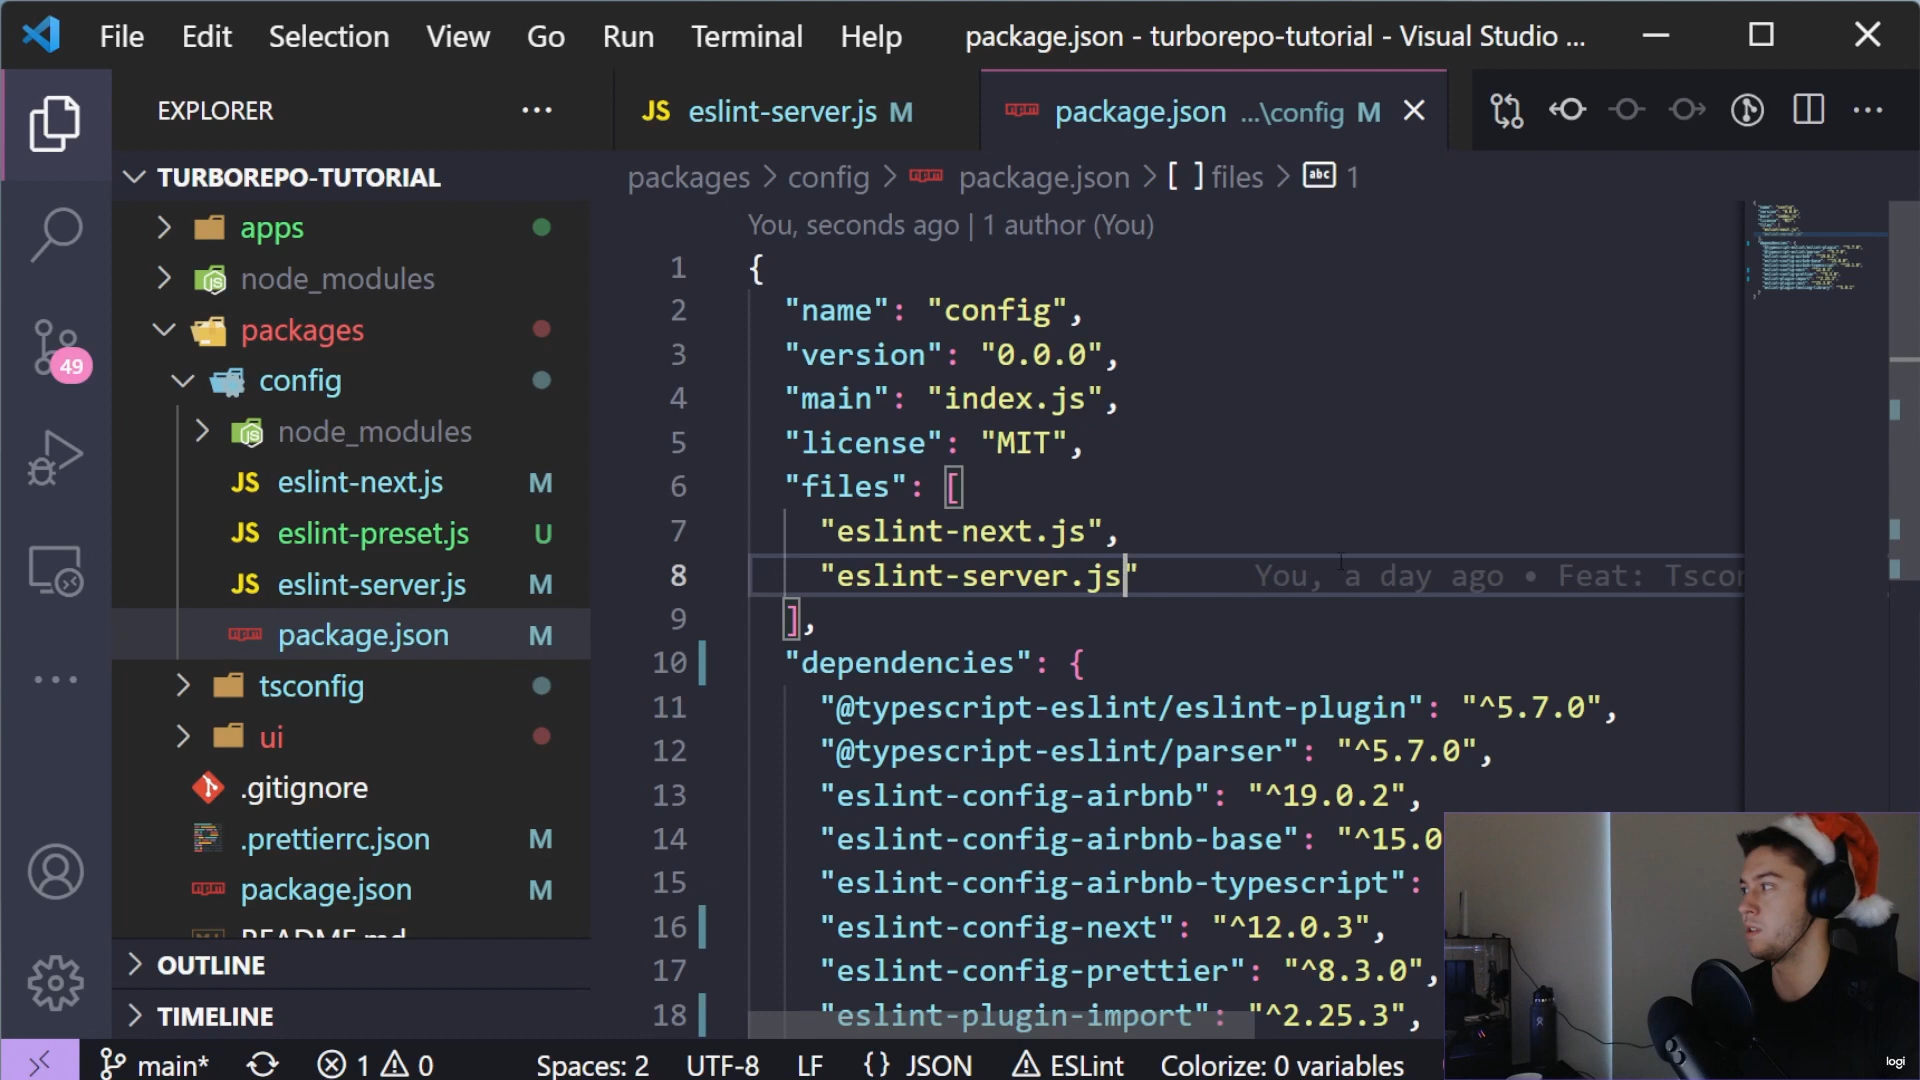 File Edit Selection View Go Run Terminal Help package.json - turborepo-tutorial - Visual Studio ...
EXPLORER
JS eslint-server.js M
package.json ...\config M
TURBOREPO-TUTORIAL
packages > config > package.json > [ ] files > abc 1
apps
You, seconds ago | 1 author (You)
node_modules
packages
config
node_modules
JS eslint-next.js M
JS eslint-preset.js U
JS eslint-server.js M
package.json M
tsconfig
ui
.gitignore
.prettierrc.json M
package.json M
README.md
OUTLINE
TIMELINE
49
1 {
2 "name": "config",
3 "version": "0.0.0",
4 "main": "index.js",
5 "license": "MIT",
6 "files": [
7 "eslint-next.js",
8 "eslint-server.js" You, a day ago • Feat: Tscon
9 ],
10 "dependencies": {
11 "@typescript-eslint/eslint-plugin": "^5.7.0",
12 "@typescript-eslint/parser": "^5.7.0",
13 "eslint-config-airbnb": "^19.0.2",
14 "eslint-config-airbnb-base": "^15.0
15 "eslint-config-airbnb-typescript":
16 "eslint-config-next": "^12.0.3",
17 "eslint-config-prettier": "^8.3.0",
18 "eslint-plugin-import": "^2.25.3",
main* 1 0 Spaces: 2 UTF-8 LF {} JSON ESLint Colorize: 0 variables
logi